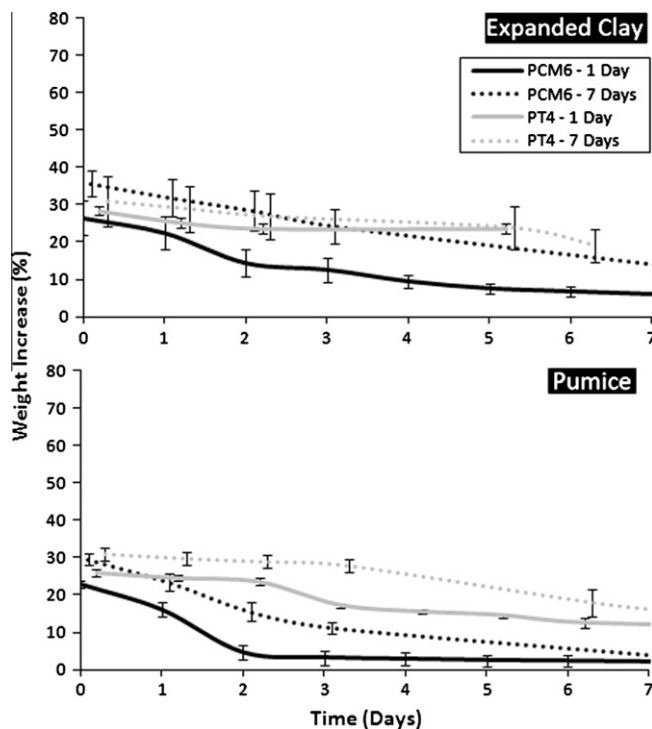 Expanded Clay
PCM6 - 1 Day
PCM6 - 7 Days
PT4 - 1 Day
PT4 - 7 Days
80
70
60
50
40
30
20
10
0
0 1 2 3 4 5 6 7
Weight Increase (%)
Pumice
80
70
60
50
40
30
20
10
0
0 1 2 3 4 5 6 7
Time (Days)